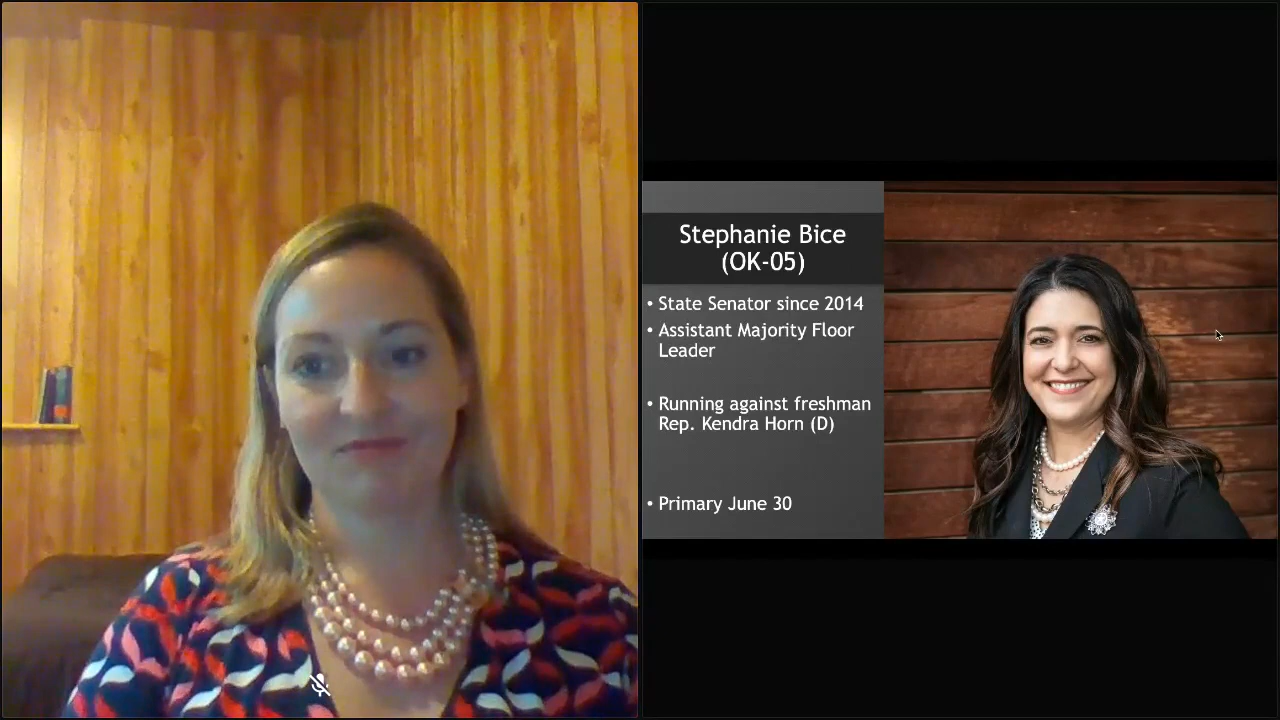 Stephanie Bice
(OK-05)
• State Senator since 2014
• Assistant Majority Floor
Leader
• Running against freshman
Rep. Kendra Horn (D)
• Primary June 30